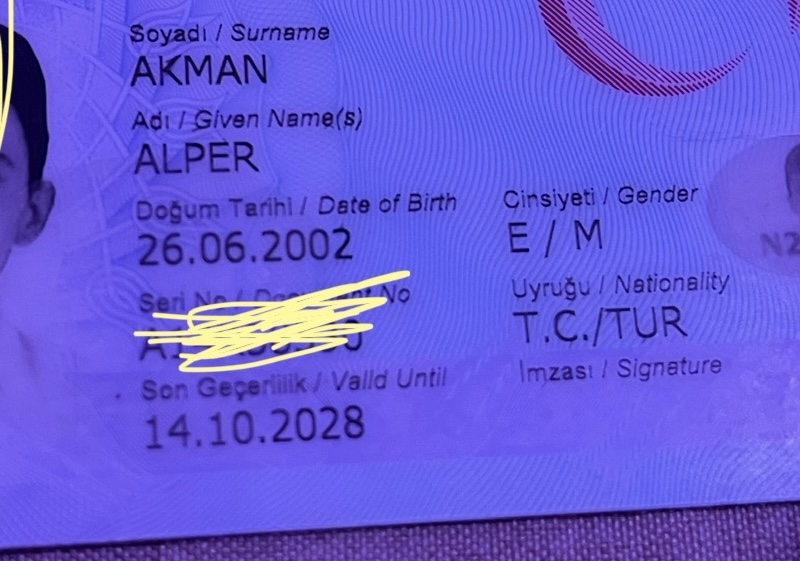 Soyadı / Surname
AKMAN
Adı / Given Name(s)
ALPER
Doğum Tarihi / Date of Birth
26.06.2002
Cinsiyeti / Gender
E / M
Seri No / No
Uyruğu / Nationality
T.C./TUR
Son Geçerlilik / Valid Until
14.10.2028
İmzası / Signature